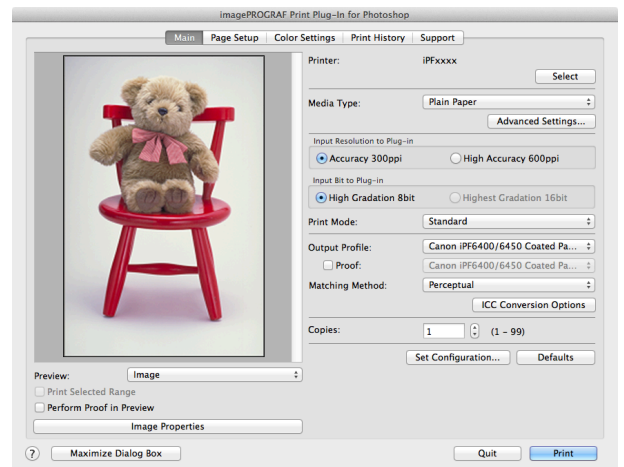 imagePROGRAF Print Plug-In for Photoshop
Main Page Setup Color Settings Print History Support
Printer: iPFxxxx
Select
Media Type: Plain Paper
Advanced Settings...
Input Resolution to Plug-in
Accuracy 300ppi High Accuracy 600ppi
Input Bit to Plug-in
High Gradation 8bit Highest Gradation 16bit
Print Mode: Standard
Output Profile: Canon iPF6400/6450 Coated Pa...
Proof: Canon iPF6400/6450 Coated Pa...
Matching Method: Perceptual
ICC Conversion Options
Copies: 1 (1 - 99)
Set Configuration... Defaults
Preview: Image
Print Selected Range
Perform Proof in Preview
Image Properties
? Maximize Dialog Box Quit Print